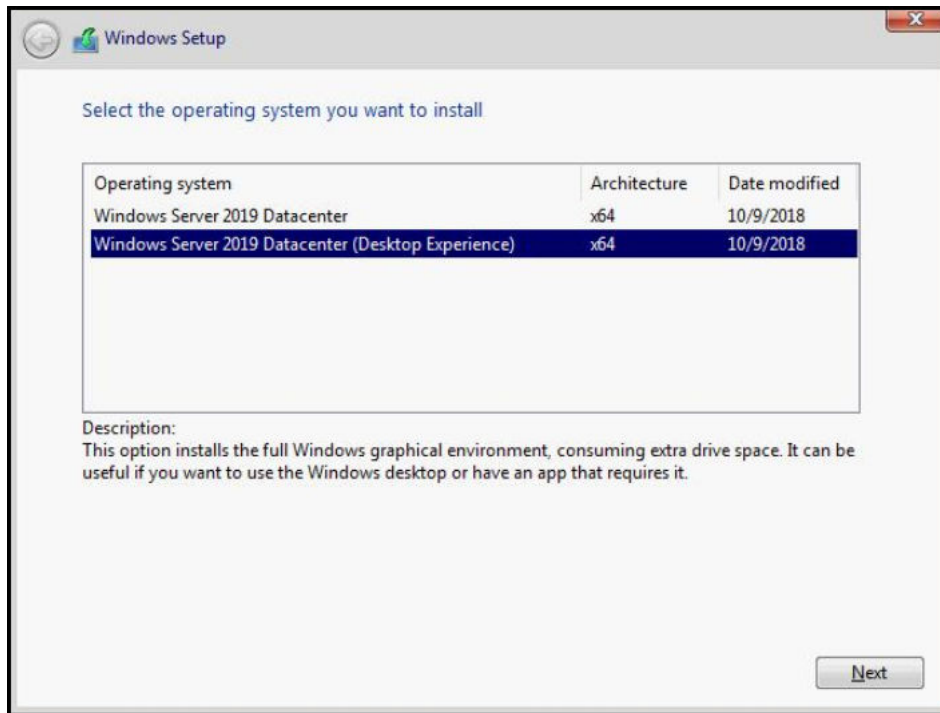 Windows Setup
Select the operating system you want to install
Operating system Architecture Date modified
Windows Server 2019 Datacenter x64 10/9/2018
Windows Server 2019 Datacenter (Desktop Experience) x64 10/9/2018
Description:
This option installs the full Windows graphical environment, consuming extra drive space. It can be
useful if you want to use the Windows desktop or have an app that requires it.
Next